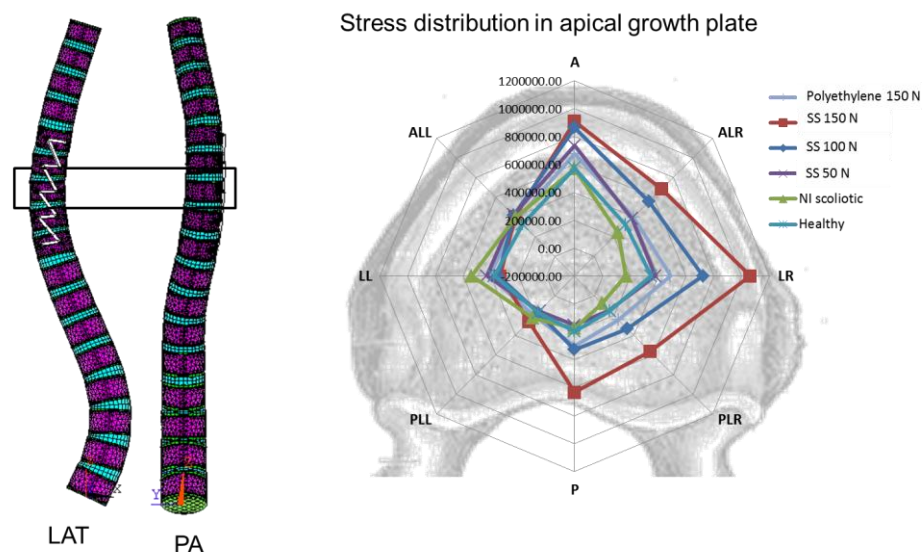 Stress distribution in apical growth plate
A
1200000.00
1000000.00
800000.00
600000.00
400000.00
200000.00
0.00
200000.00
ALL
ALR
LL
LR
PLL
PLR
P
Polyethylene 150 N
SS 150 N
SS 100 N
SS 50 N
NI scoliotic
Healthy
X
Y
LAT
PA